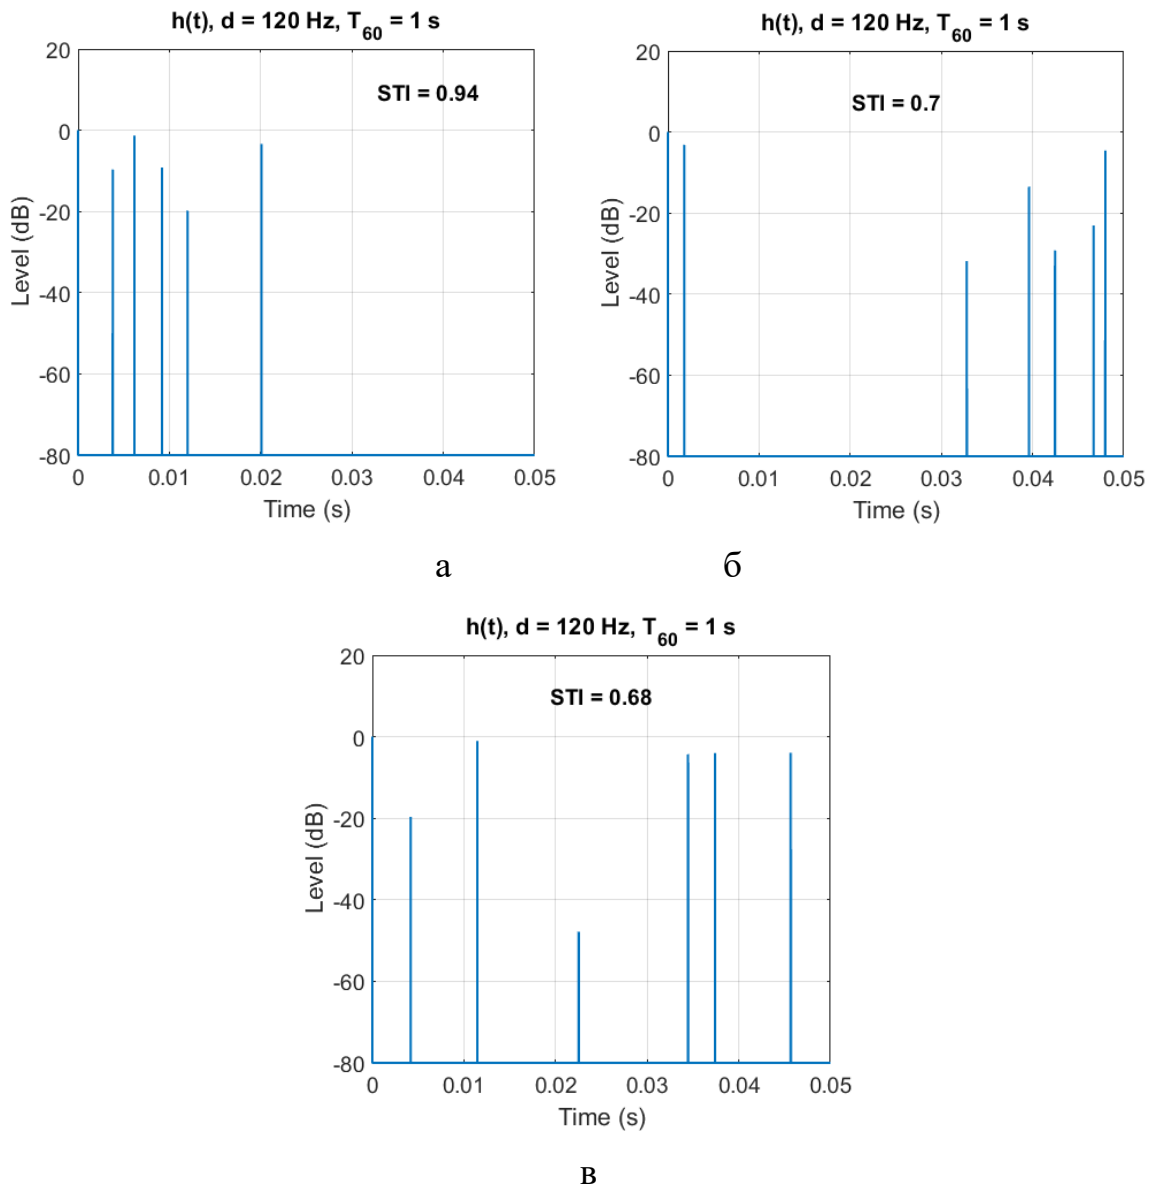 h(t), d = 120 Hz, T60 = 1 s
STI = 0.94
20
0
-20
-40
-60
-80
Level (dB)
0 0.01 0.02 0.03 0.04 0.05
Time (s)
h(t), d = 120 Hz, T60 = 1 s
STI = 0.7
20
0
-20
-40
-60
-80
Level (dB)
0 0.01 0.02 0.03 0.04 0.05
Time (s)
а б
h(t), d = 120 Hz, T60 = 1 s
STI = 0.68
20
0
-20
-40
-60
-80
Level (dB)
0 0.01 0.02 0.03 0.04 0.05
Time (s)
в